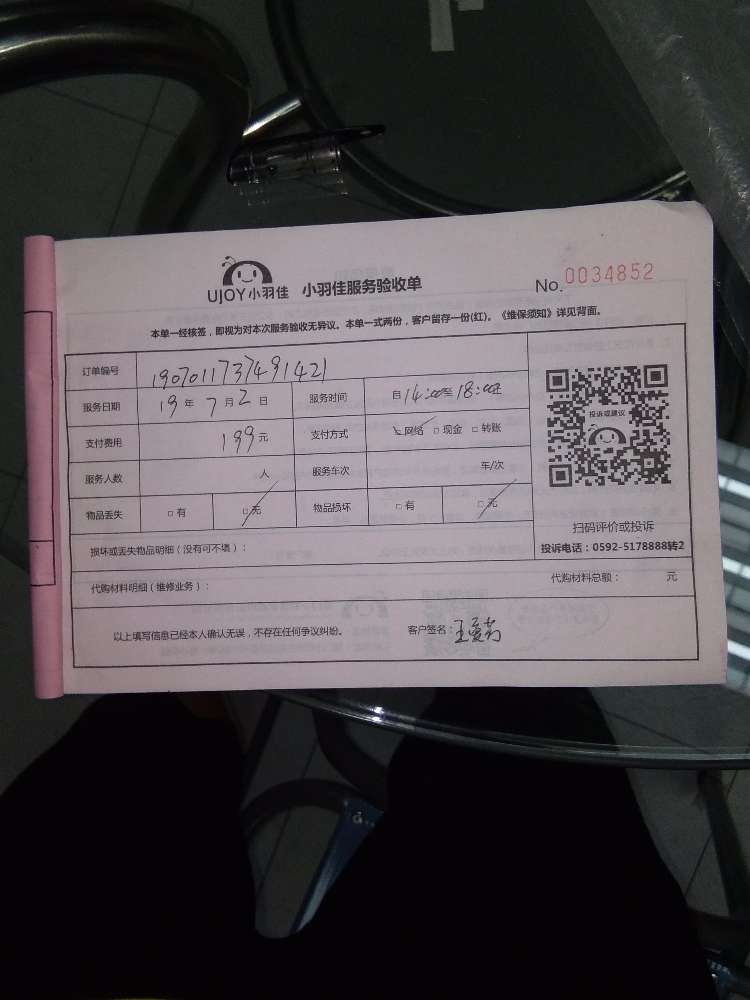 UJOY小羽佳 小羽佳服务验收单 No. 0034852
本单一经核签，即视为对本次服务验收无异议。本单一式两份，客户留存一份(红)。《维保须知》详见背面。
订单编号 1907011737491421
服务日期 19年7月2日 服务时间 自14:00至18:00止
支付费用 199元 支付方式 网络 □现金 □转账
服务人数 人 服务车次 车/次
物品丢失 □有 □无 物品损坏 □有 □无
投诉或建议
扫码评价或投诉
投诉电话：0592-5178888转2
损坏或丢失物品明细（没有可不填）：
代购材料明细（维修业务）： 代购材料总额： 元
以上填写信息已经本人确认无误，不存在任何争议纠纷。 客户签名：王